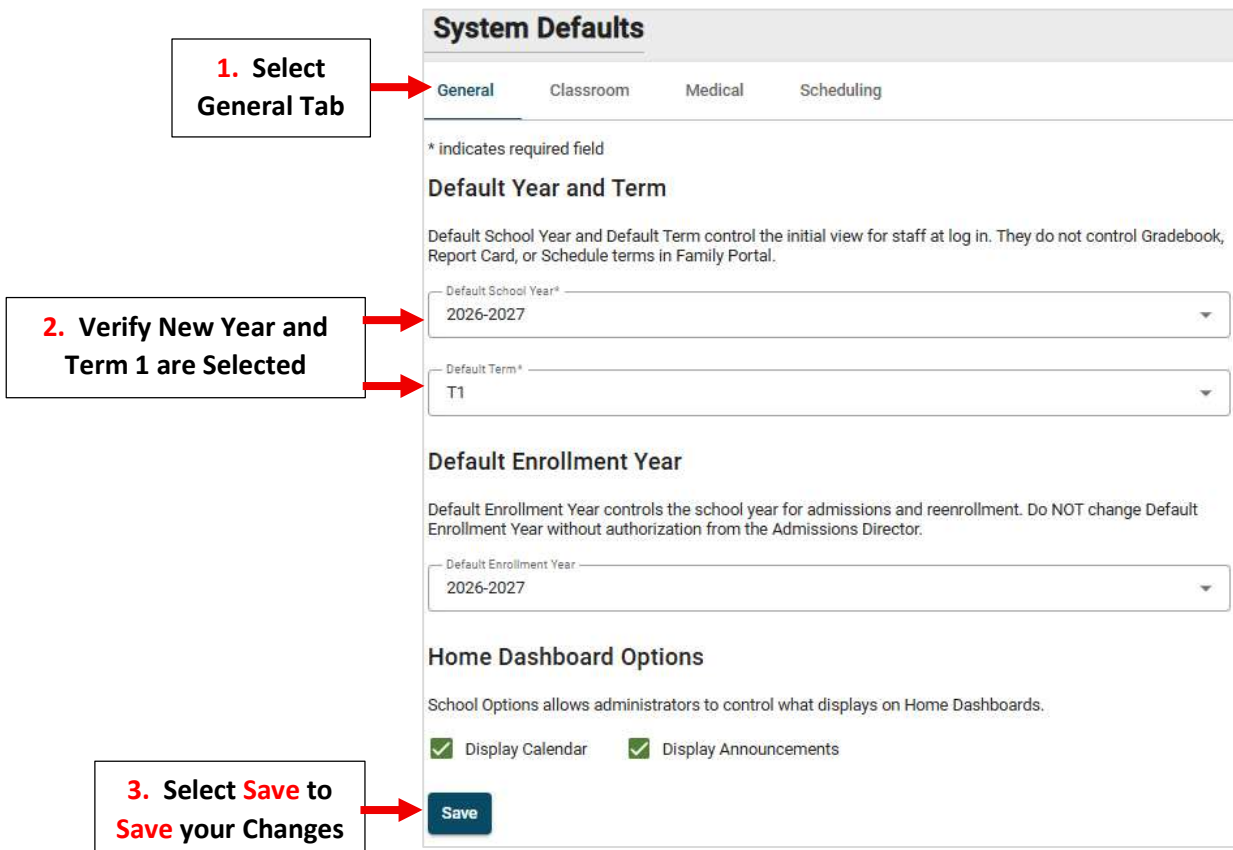 System Defaults
1. Select
General Tab
General Classroom Medical Scheduling
* indicates required field
Default Year and Term
Default School Year and Default Term control the initial view for staff at log in. They do not control Gradebook,
Report Card, or Schedule terms in Family Portal.
Default School Year*
2026-2027
2. Verify New Year and
Term 1 are Selected
Default Term*
T1
Default Enrollment Year
Default Enrollment Year controls the school year for admissions and reenrollment. Do NOT change Default
Enrollment Year without authorization from the Admissions Director.
Default Enrollment Year
2026-2027
Home Dashboard Options
School Options allows administrators to control what displays on Home Dashboards.
Display Calendar Display Announcements
3. Select Save to
Save your Changes
Save